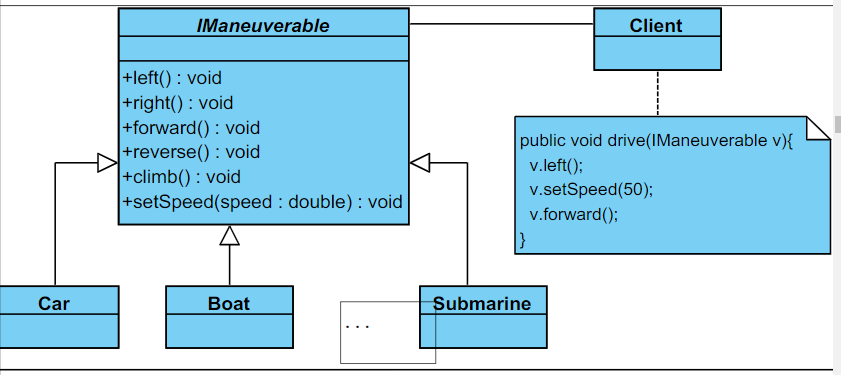 IManeuverable
Client
+left() : void
+right() : void
+forward() : void
+reverse() : void
+climb() : void
+setSpeed(speed : double) : void
public void drive(IManeuverable v){
v.left();
v.setSpeed(50);
v.forward();
}
Car
Boat
. . .
Submarine